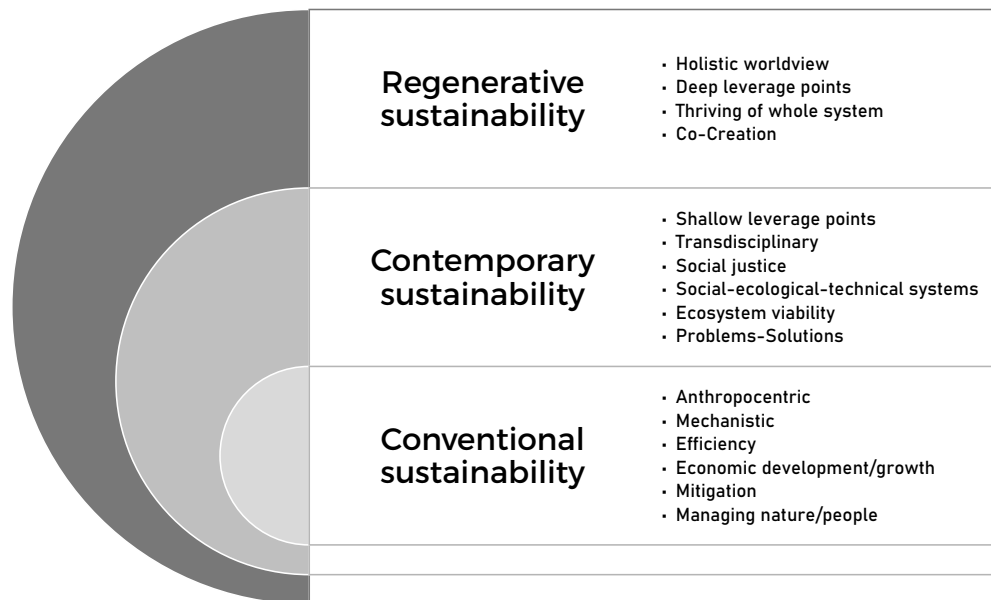 Regenerative
sustainability
▪ Holistic worldview
▪ Deep leverage points
▪ Thriving of whole system
▪ Co-Creation
Contemporary
sustainability
▪ Shallow leverage points
▪ Transdisciplinary
▪ Social justice
▪ Social-ecological-technical systems
▪ Ecosystem viability
▪ Problems-Solutions
Conventional
sustainability
▪ Anthropocentric
▪ Mechanistic
▪ Efficiency
▪ Economic development/growth
▪ Mitigation
▪ Managing nature/people